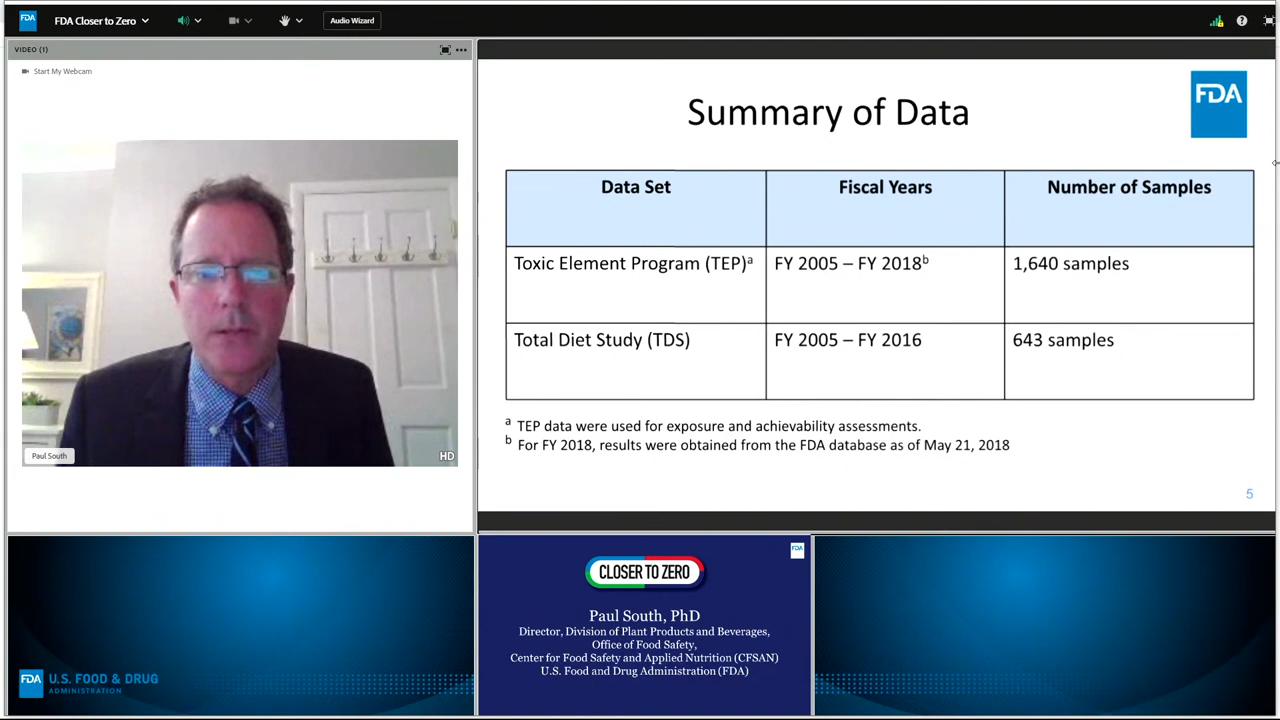 FDA
FDA Closer to Zero
Audio Wizard
VIDEO (1)
Start My Webcam
Paul South
HD
FDA
Summary of Data
Data Set
Fiscal Years
Number of Samples
Toxic Element Program (TEP)ᵃ
FY 2005 – FY 2018ᵇ
1,640 samples
Total Diet Study (TDS)
FY 2005 – FY 2016
643 samples
ᵃ TEP data were used for exposure and achievability assessments.
ᵇ For FY 2018, results were obtained from the FDA database as of May 21, 2018
5
FDA U.S. FOOD & DRUG
ADMINISTRATION
FDA
CLOSER TO ZERO
Paul South, PhD
Director, Division of Plant Products and Beverages,
Office of Food Safety,
Center for Food Safety and Applied Nutrition (CFSAN)
U.S. Food and Drug Administration (FDA)